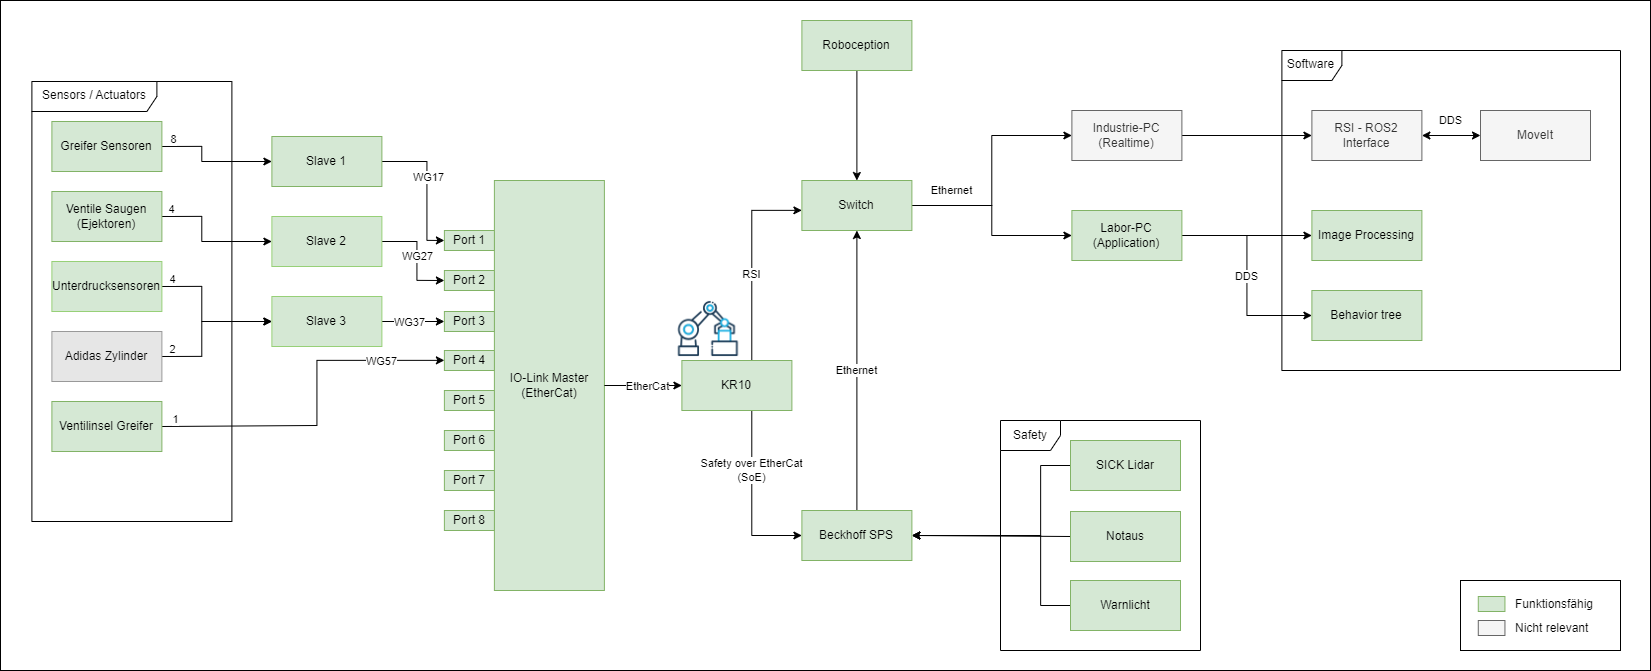 Roboception
Software
Sensors / Actuators
Greifer Sensoren
8
Slave 1
WG17
Industrie-PC
(Realtime)
RSI - ROS2
Interface
DDS
MoveIt
Ventile Saugen
(Ejektoren)
4
Slave 2
WG27
Port 1
Port 2
Switch
Ethernet
Labor-PC
(Application)
Image Processing
DDS
Behavior tree
RSI
Unterdrucksensoren
4
Slave 3
WG37
Port 3
Adidas Zylinder
2
WG57
Port 4
IO-Link Master
(EtherCat)
EtherCat
KR10
Ethernet
Ventilinsel Greifer
1
Port 5
Port 6
Port 7
Port 8
Safety over EtherCat
(SoE)
Beckhoff SPS
Safety
SICK Lidar
Notaus
Warnlicht
Funktionsfähig
Nicht relevant